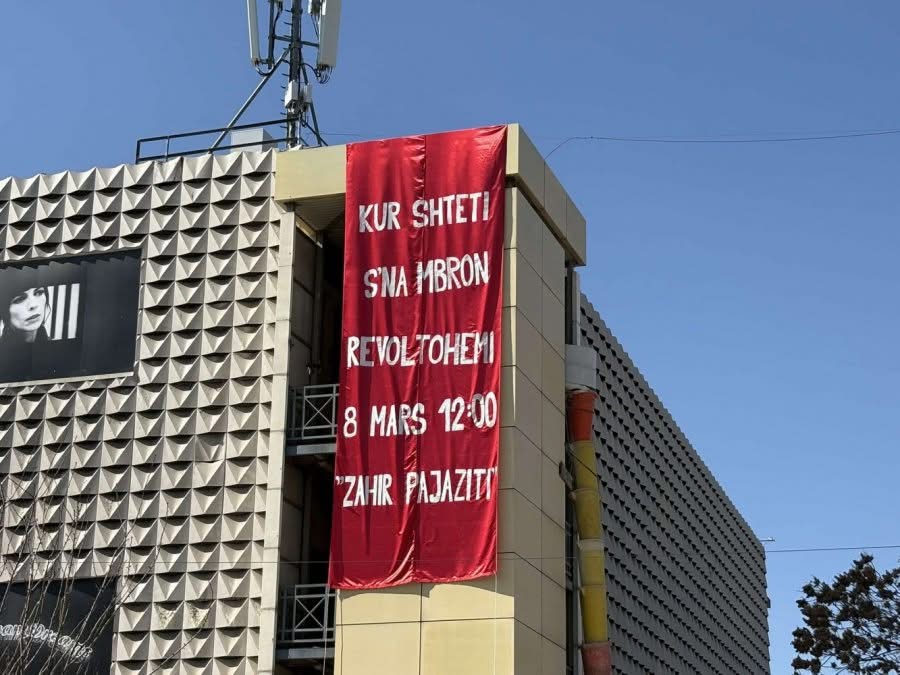 KUR SHTETI
S'NA MBRON
REVOLTOHEMI
8 MARS 12:00
"ZAHIR PAJAZITI"